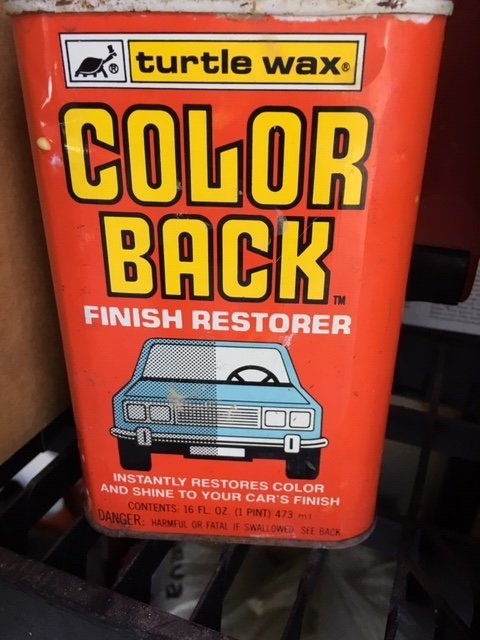 turtle wax®
COLOR
BACK™
FINISH RESTORER
INSTANTLY RESTORES COLOR
AND SHINE TO YOUR CAR'S FINISH
CONTENTS: 16 FL. OZ. (1 PINT) 473 ml
DANGER: HARMFUL OR FATAL IF SWALLOWED. SEE BACK